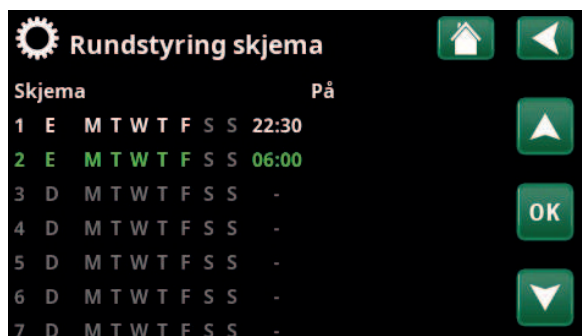 Rundstyring skjema
Skjema På
1 E M T W T F S S 22:30
2 E M T W T F S S 06:00
3 D M T W T F S S -
4 D M T W T F S S -
OK
5 D M T W T F S S -
6 D M T W T F S S -
7 D M T W T F S S -